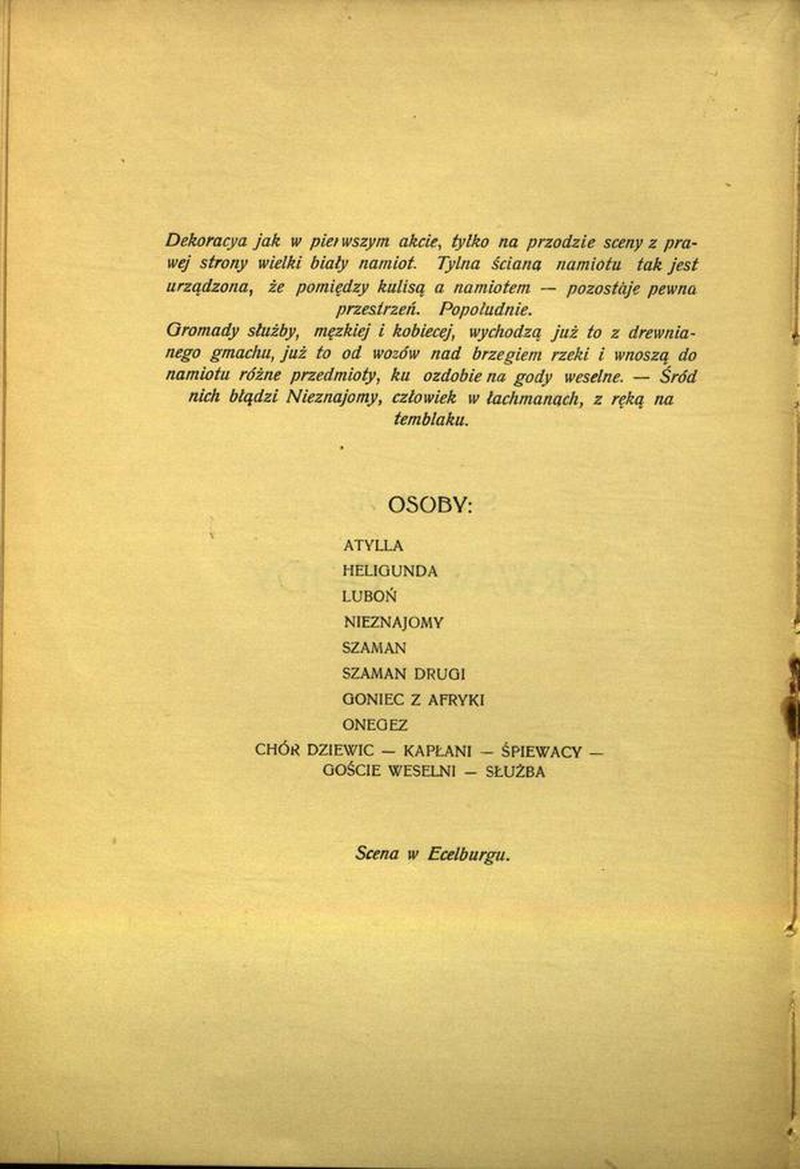 Dekoracya jak w pierwszym akcie, tylko na przodzie sceny z pra-
wej strony wielki biały namiot. Tylna ściana namiotu tak jest
urządzona, że pomiędzy kulisą a namiotem — pozostaje pewna
przestrzeń. Popołudnie.
Gromady służby, męzkiej i kobiecej, wychodzą już to z drewnia-
nego gmachu, już to od wozów nad brzegiem rzeki i wnoszą do
namiotu różne przedmioty, ku ozdobie na gody weselne. — Śród
nich błądzi Nieznajomy, człowiek w łachmanach, z ręką na
temblaku.
OSOBY:
ATYLLA
HELIGUNDA
LUBOŃ
NIEZNAJOMY
SZAMAN
SZAMAN DRUGI
GONIEC Z AFRYKI
ONEGEZ
CHÓR DZIEWIC — KAPŁANI — ŚPIEWACY —
GOŚCIE WESELNI — SŁUŻBA
Scena w Ecelburgu.